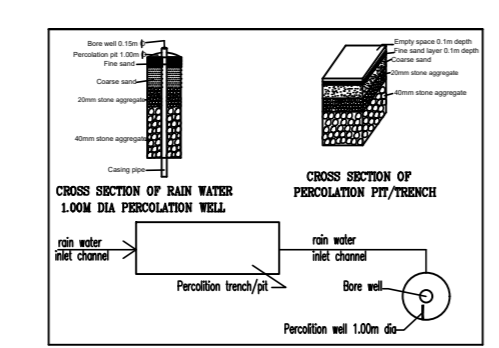 Bore well 0.15m ϕ
Percolation pit 1.00m ϕ
Fine sand
Coarse sand
20mm stone aggregate
40mm stone aggregate
Casing pipe
CROSS SECTION OF RAIN WATER
1.00M DIA PERCOLATION WELL
Empty space 0.1m depth
Fine sand layer 0.1m depth
Coarse sand
20mm stone aggregate
40mm stone aggregate
CROSS SECTION OF
PERCOLATION PIT/TRENCH
rain water
inlet channel
Percolition trench/pit
rain water
inlet channel
Bore well
Percolition well 1.00m dia